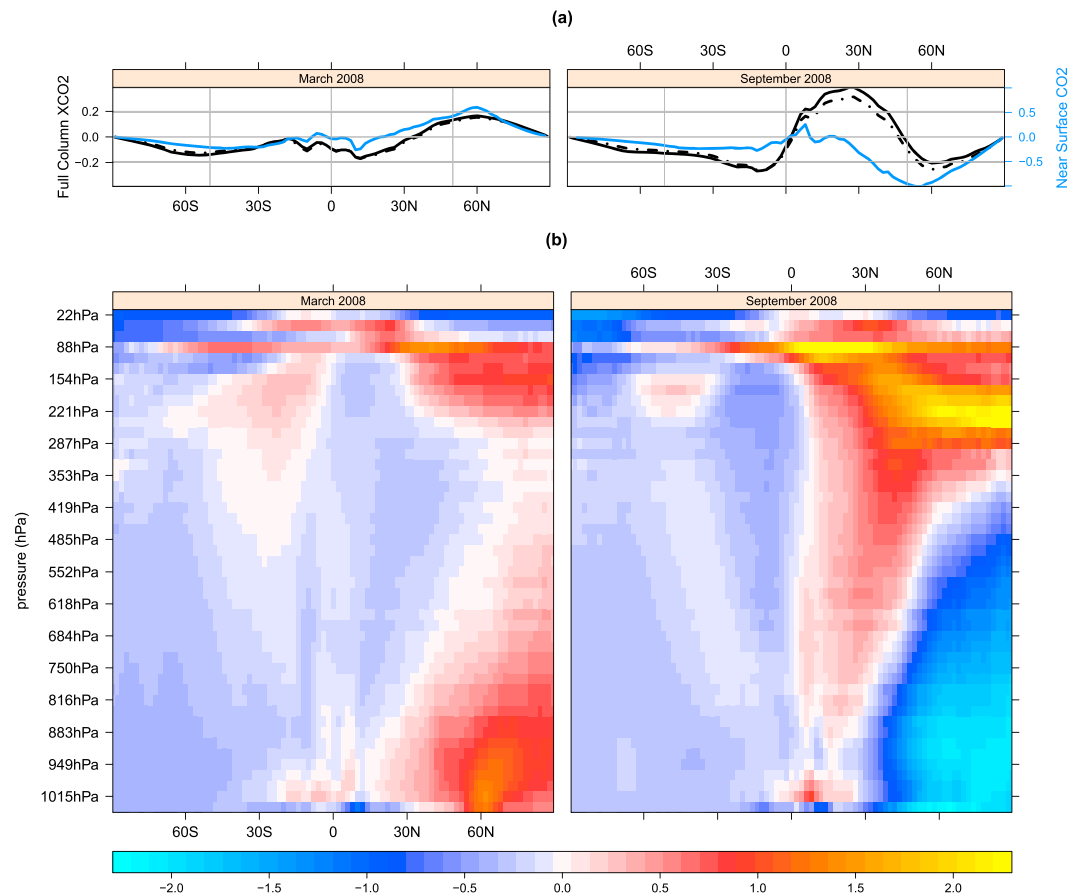 (a)
60S 30S 0 30N 60N
March 2008 September 2008
Full Column XCO2
0.2
0.0
−0.2
0.5
0.0
−0.5
Near Surface CO2
60S 30S 0 30N 60N
(b)
60S 30S 0 30N 60N
March 2008 September 2008
pressure (hPa)
22hPa
88hPa
154hPa
221hPa
287hPa
353hPa
419hPa
485hPa
552hPa
618hPa
684hPa
750hPa
816hPa
883hPa
949hPa
1015hPa
60S 30S 0 30N 60N
−2.0 −1.5 −1.0 −0.5 0.0 0.5 1.0 1.5 2.0